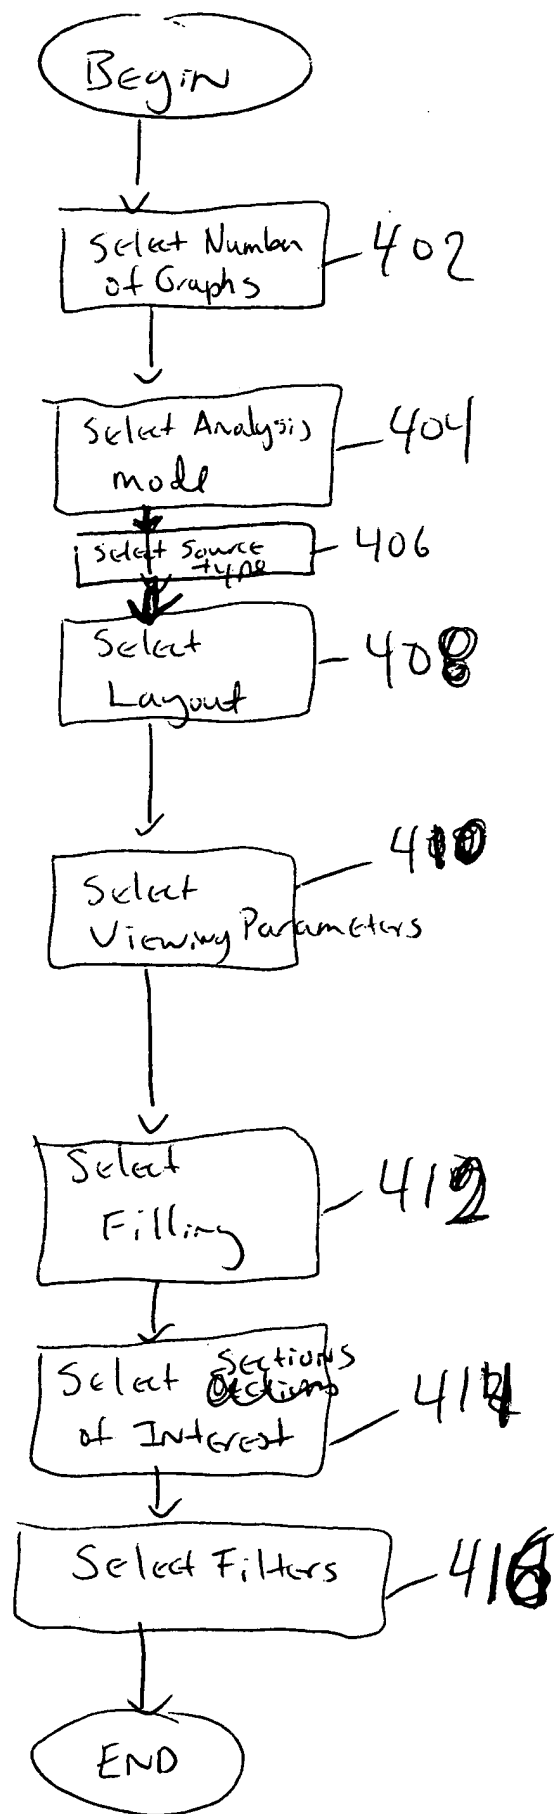 Begin
Select Number
of Graphs
402
Select Analysis
mode
404
Select Source
type
406
Select
Layout
408
Select
Viewing Parameters
410
Select
Filling
412
Select Sections
of Interest
414
Select Filters
416
END